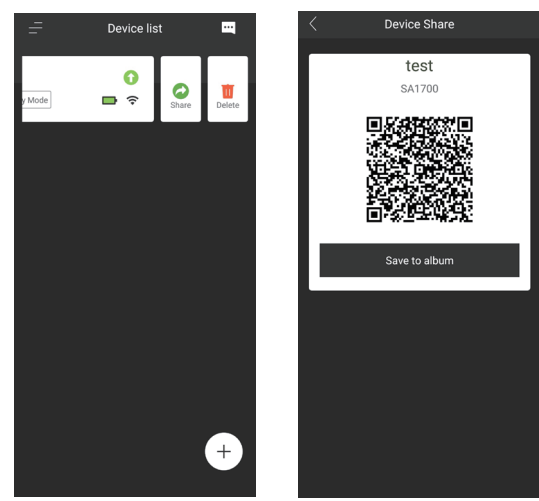 Device list
y Mode
Share
Delete
Device Share
test
SA1700
Save to album